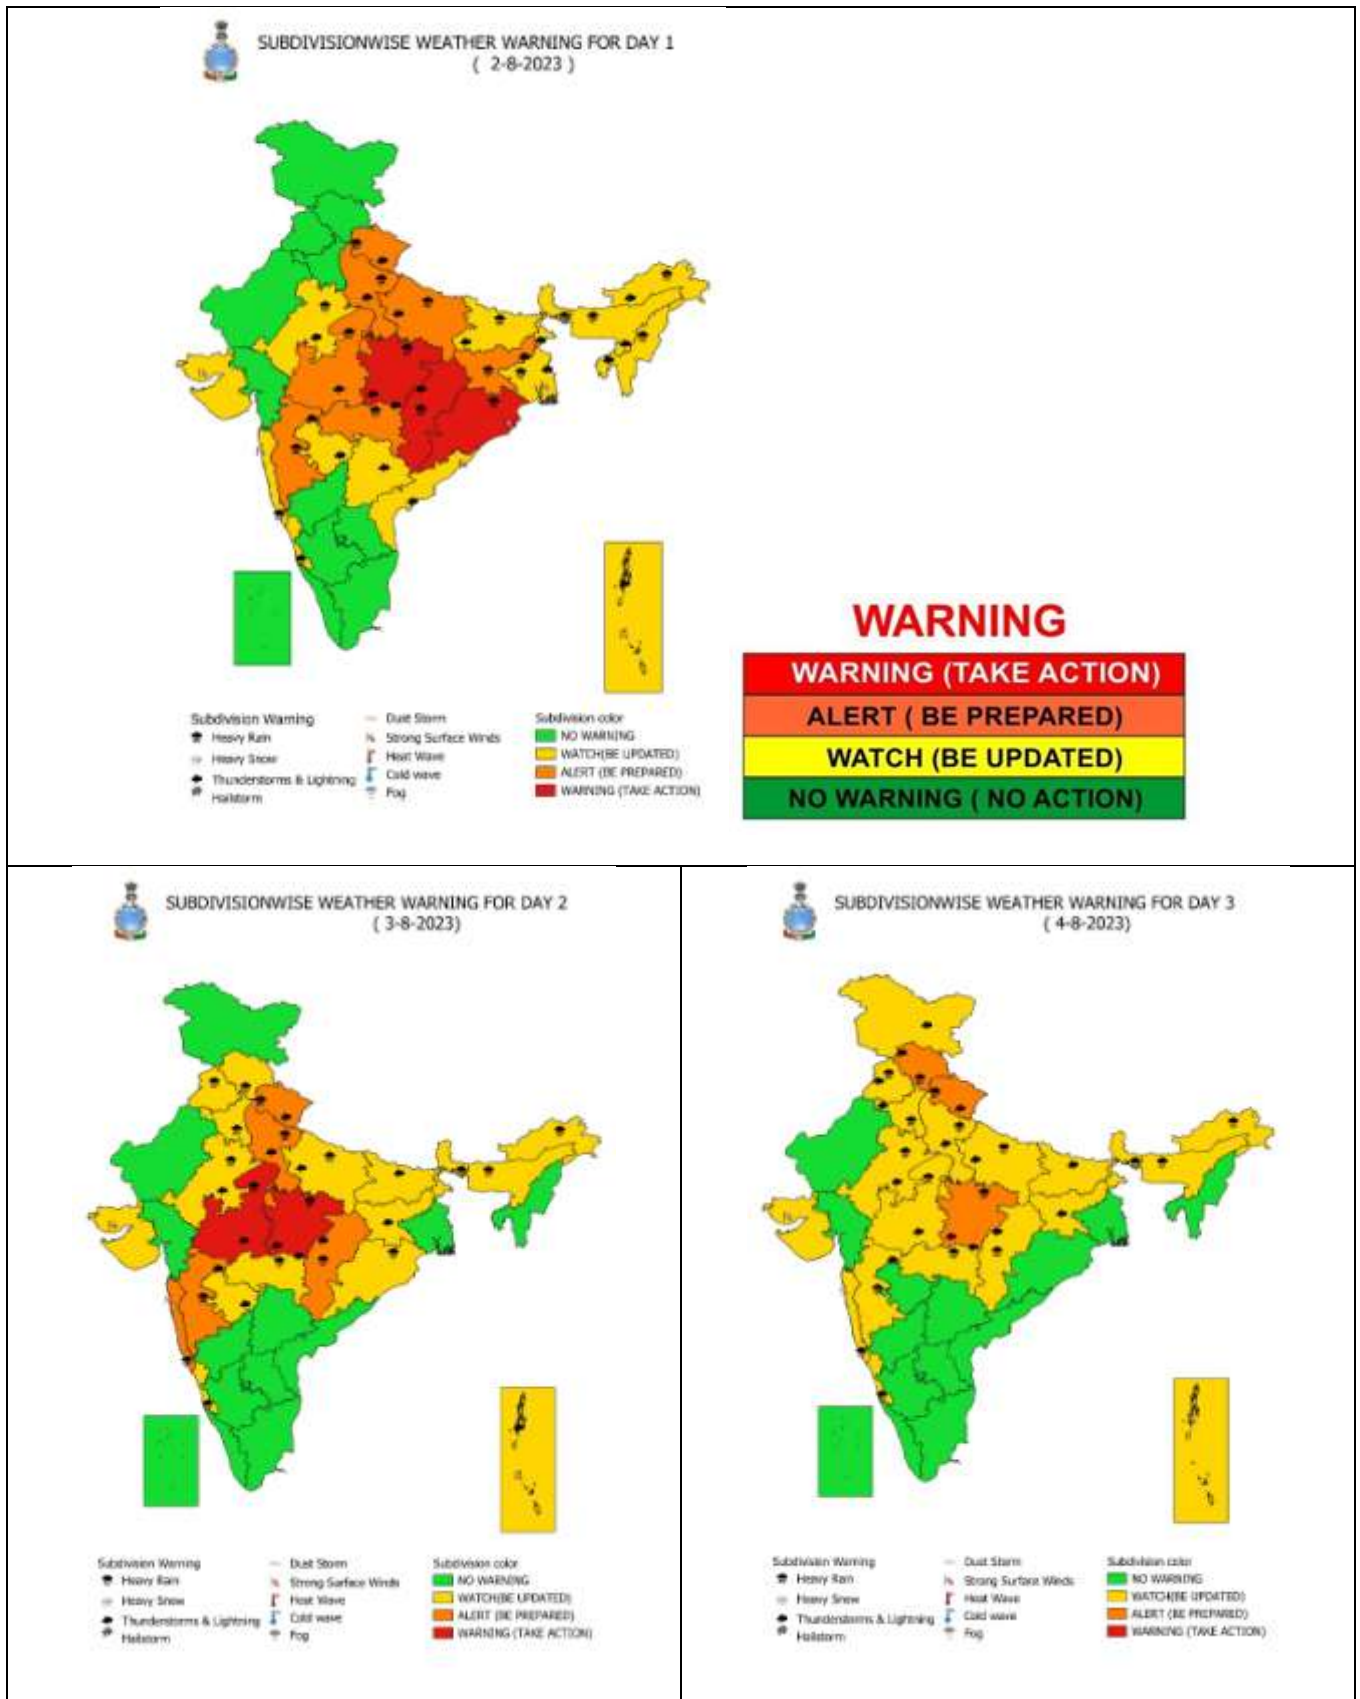 SUBDIVISIONWISE WEATHER WARNING FOR DAY 1
( 2-8-2023 )
Subdivision Warning
Heavy Rain
Heavy Snow
Thunderstorms & Lightning
Hailstorm
Dust Storm
Strong Surface Winds
Heat Wave
Cold wave
Fog
Subdivision color
NO WARNING
WATCH(BE UPDATED)
ALERT (BE PREPARED)
WARNING (TAKE ACTION)
WARNING
WARNING (TAKE ACTION)
ALERT ( BE PREPARED)
WATCH (BE UPDATED)
NO WARNING ( NO ACTION)
SUBDIVISIONWISE WEATHER WARNING FOR DAY 2
( 3-8-2023)
Subdivision Warning
Heavy Rain
Heavy Snow
Thunderstorms & Lightning
Hailstorm
Dust Storm
Strong Surface Winds
Heat Wave
Cold wave
Fog
Subdivision color
NO WARNING
WATCH(BE UPDATED)
ALERT (BE PREPARED)
WARNING (TAKE ACTION)
SUBDIVISIONWISE WEATHER WARNING FOR DAY 3
( 4-8-2023)
Subdivision Warning
Heavy Rain
Heavy Snow
Thunderstorms & Lightning
Hailstorm
Dust Storm
Strong Surface Winds
Heat Wave
Cold wave
Fog
Subdivision color
NO WARNING
WATCH(BE UPDATED)
ALERT (BE PREPARED)
WARNING (TAKE ACTION)